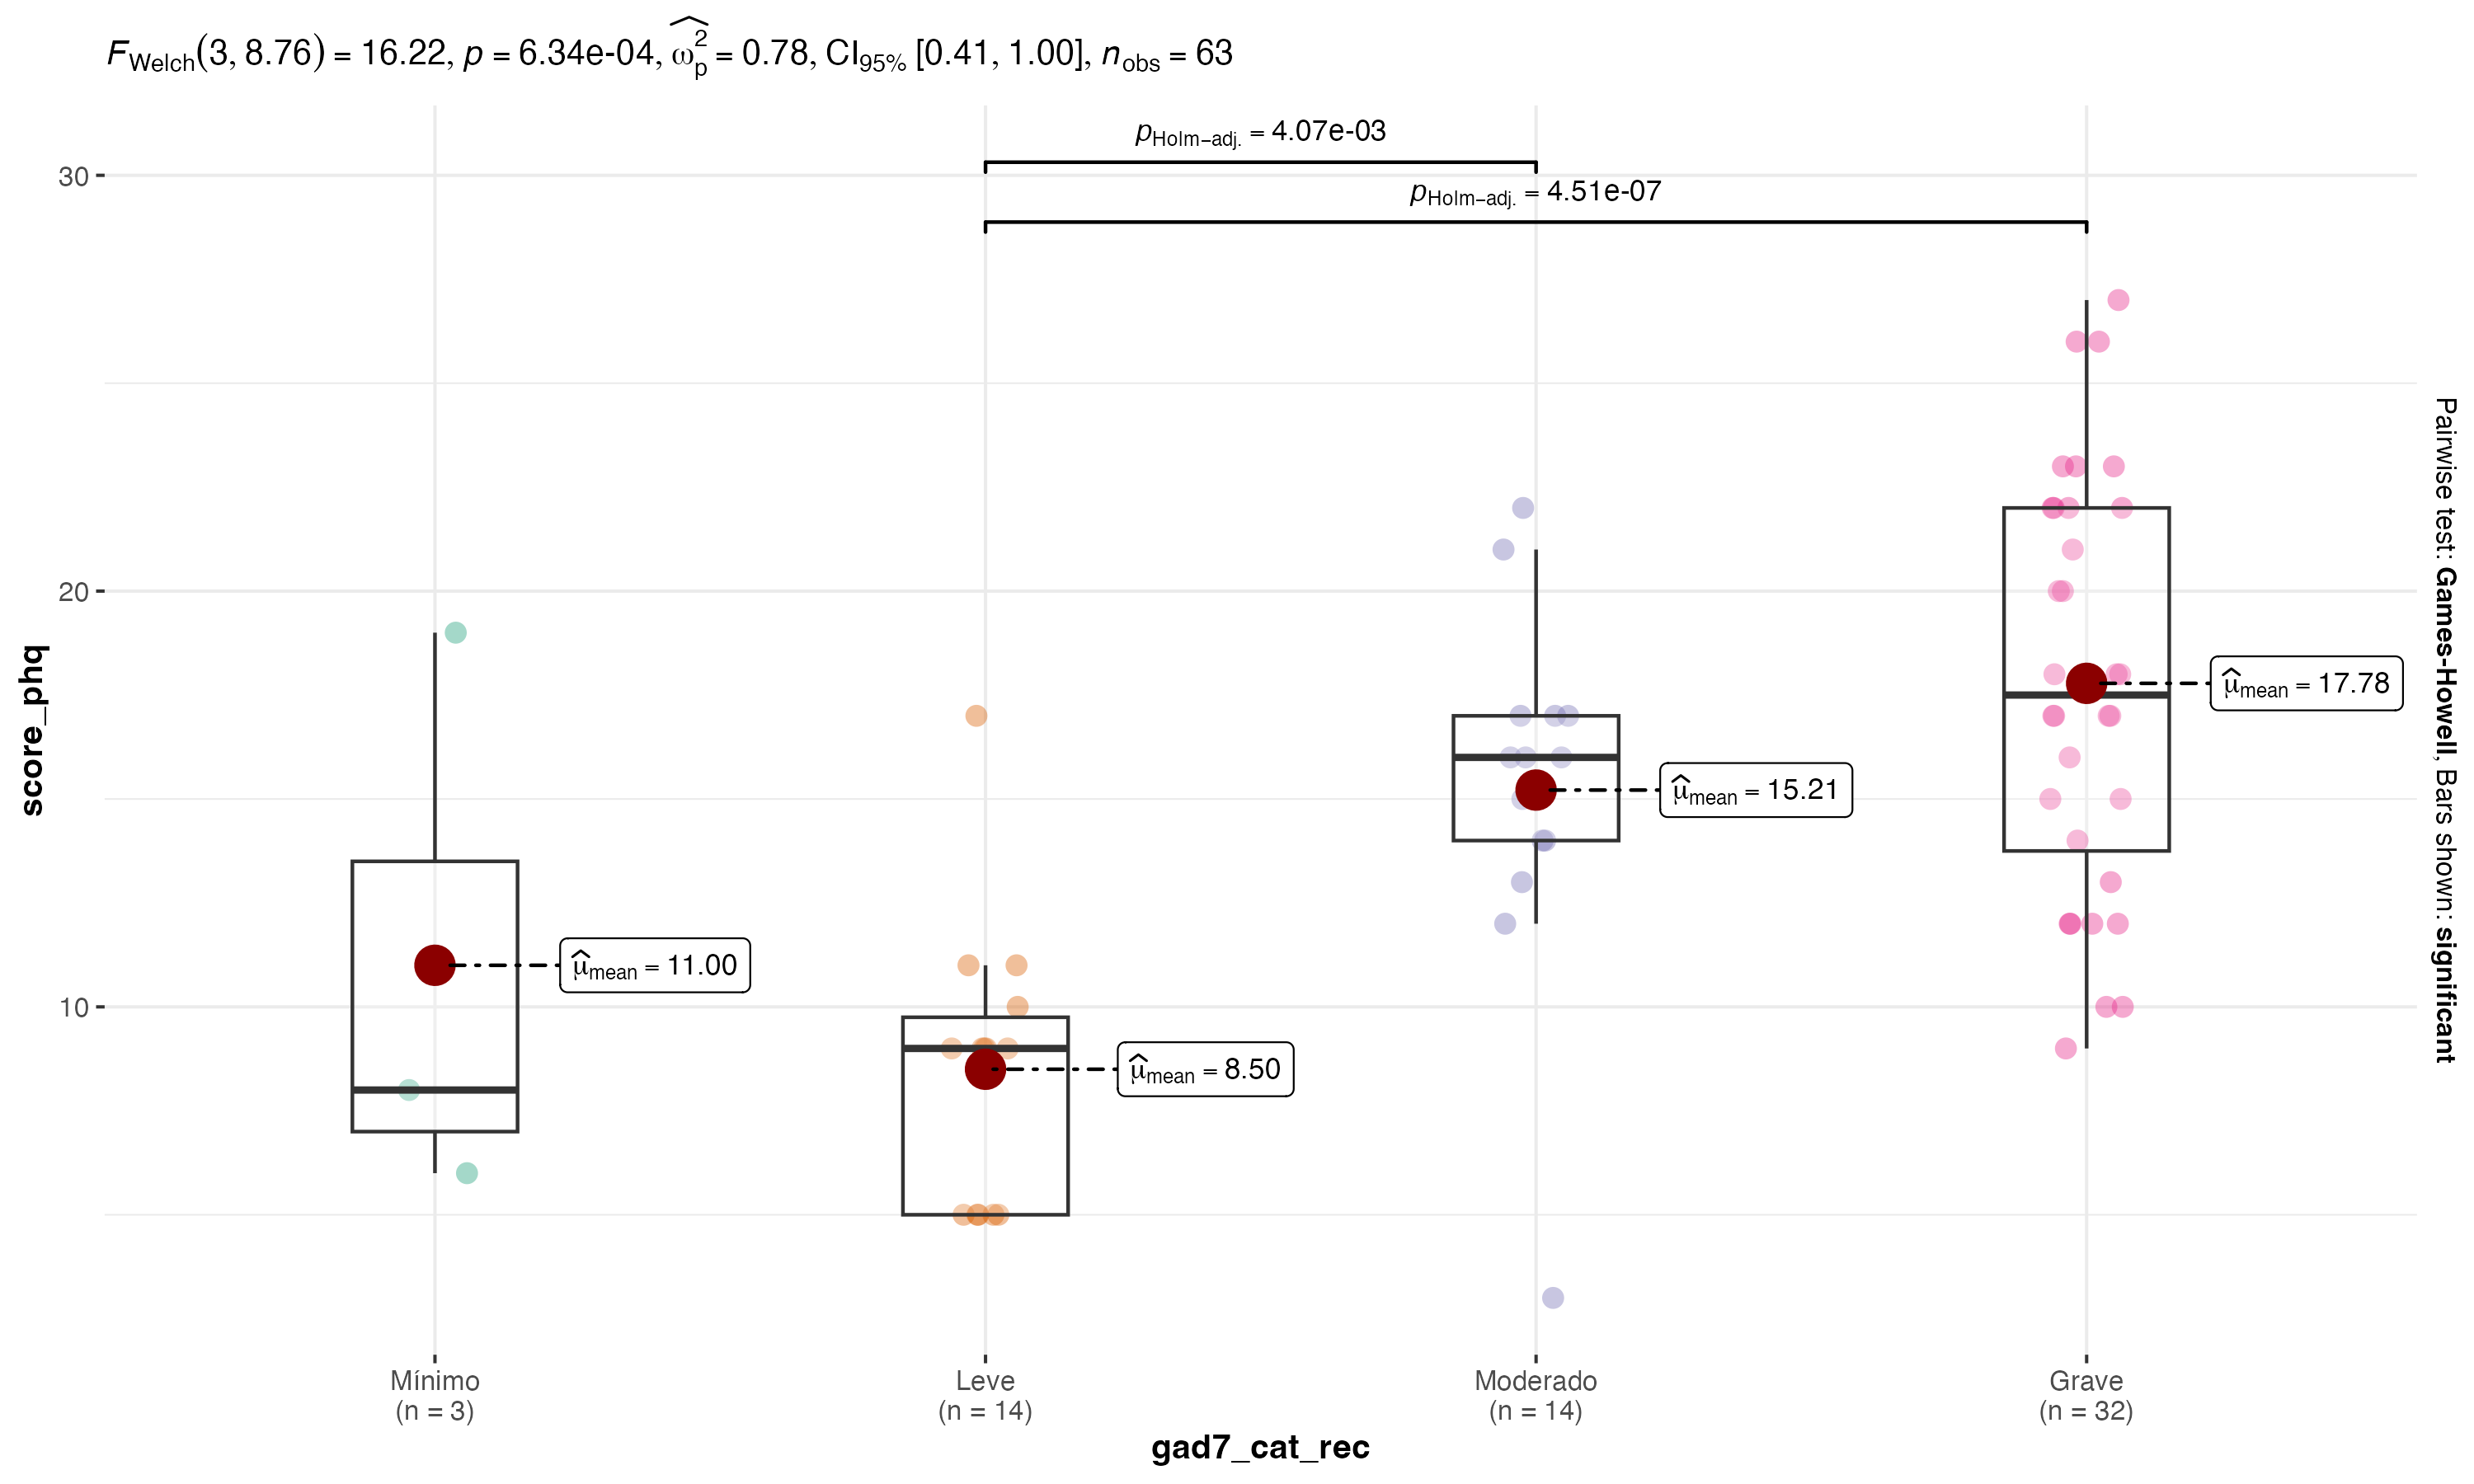 F_Welch(3, 8.76) = 16.22, p = 6.34e-04, ω̂²_p = 0.78, CI_95% [0.41, 1.00], n_obs = 63
p_Holm−adj. = 4.07e-03
p_Holm−adj. = 4.51e-07
30
20
10
score_phq
μ̂_mean = 11.00
μ̂_mean = 8.50
μ̂_mean = 15.21
μ̂_mean = 17.78
Pairwise test: Games-Howell, Bars shown: significant
Mínimo
(n = 3)
Leve
(n = 14)
Moderado
(n = 14)
Grave
(n = 32)
gad7_cat_rec